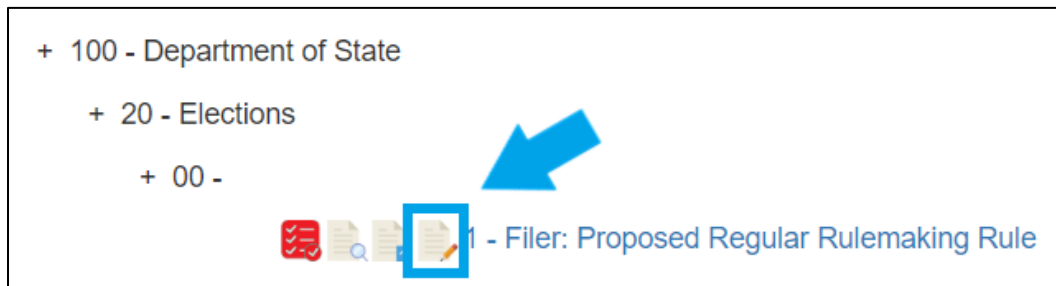 + 100 - Department of State
+ 20 - Elections
+ 00 -
1 - Filer: Proposed Regular Rulemaking Rule